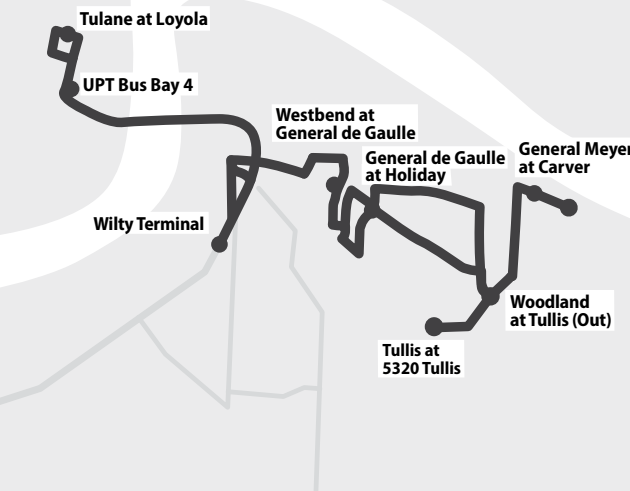 Tulane at Loyola
UPT Bus Bay 4
Westbend at
General de Gaulle
General de Gaulle
at Holiday
General Meyer
at Carver
Wilty Terminal
Woodland
at Tullis (Out)
Tullis at
5320 Tullis